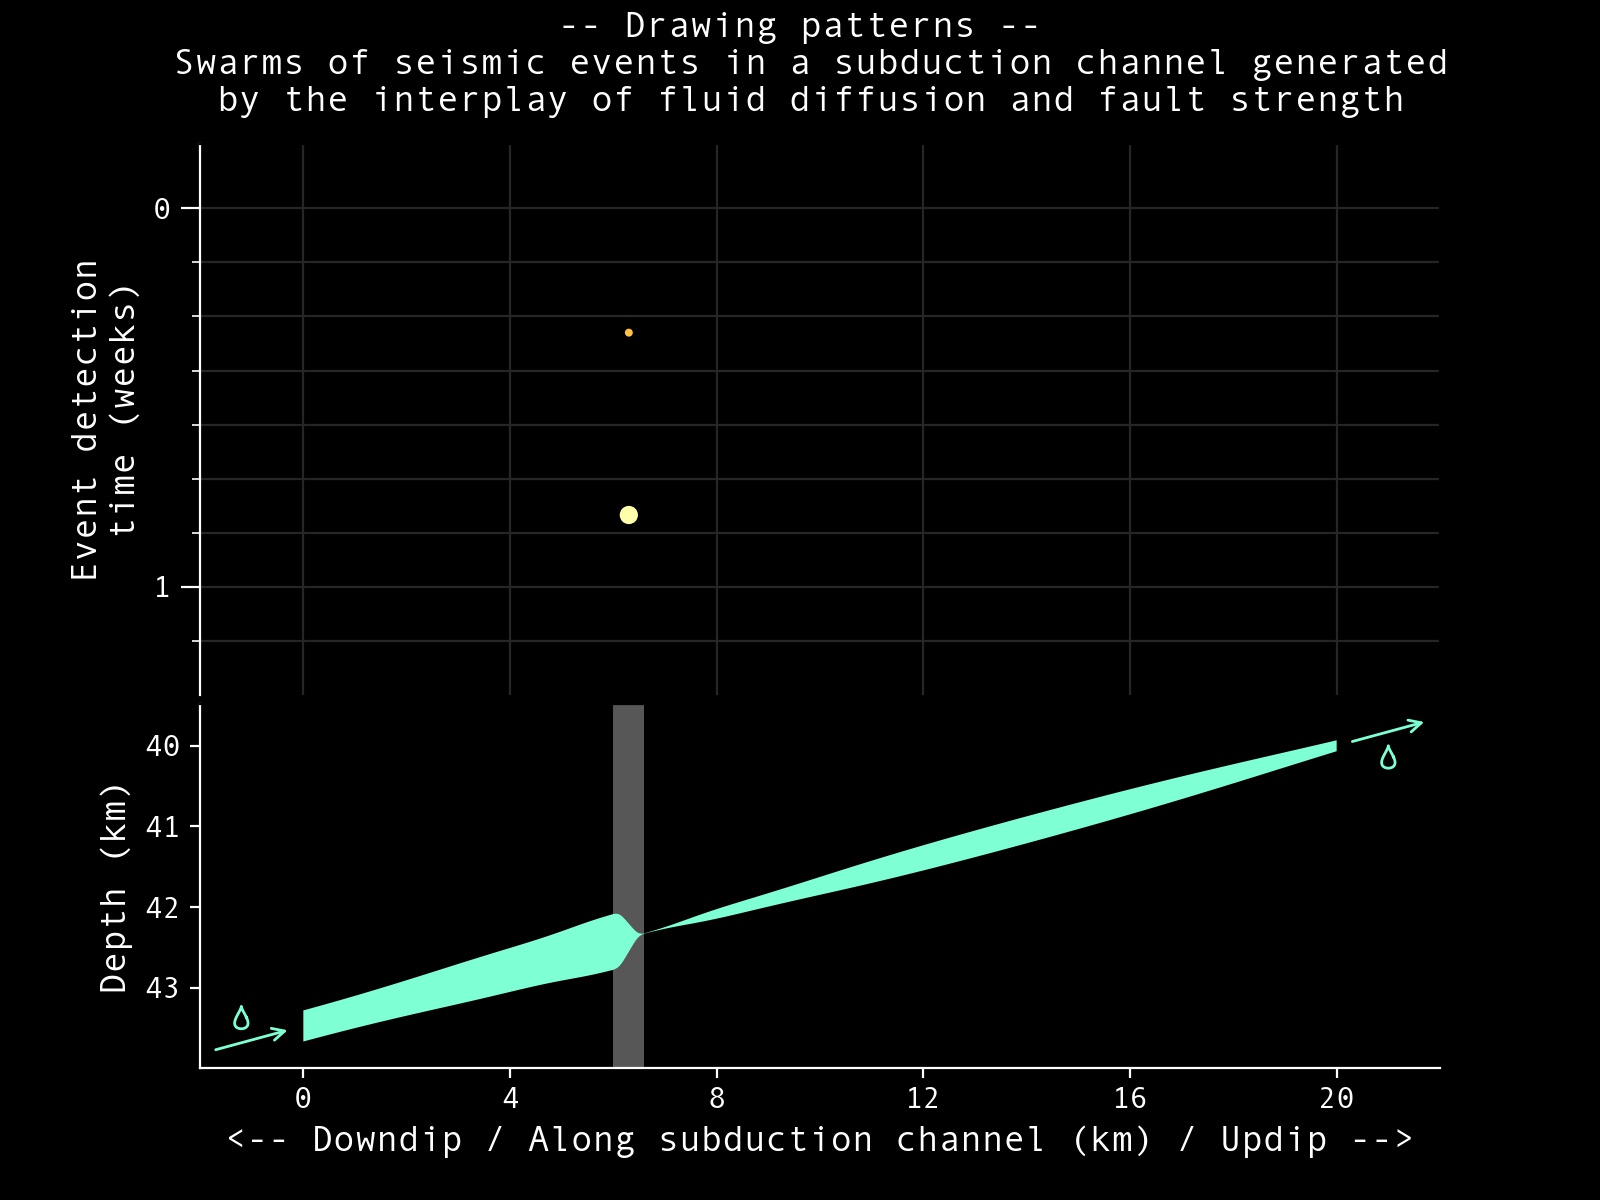 -- Drawing patterns --
Swarms of seismic events in a subduction channel generated
by the interplay of fluid diffusion and fault strength
Event detection
time (weeks)
0
1
Depth (km)
40
41
42
43
0 4 8 12 16 20
<-- Downdip / Along subduction channel (km) / Updip -->